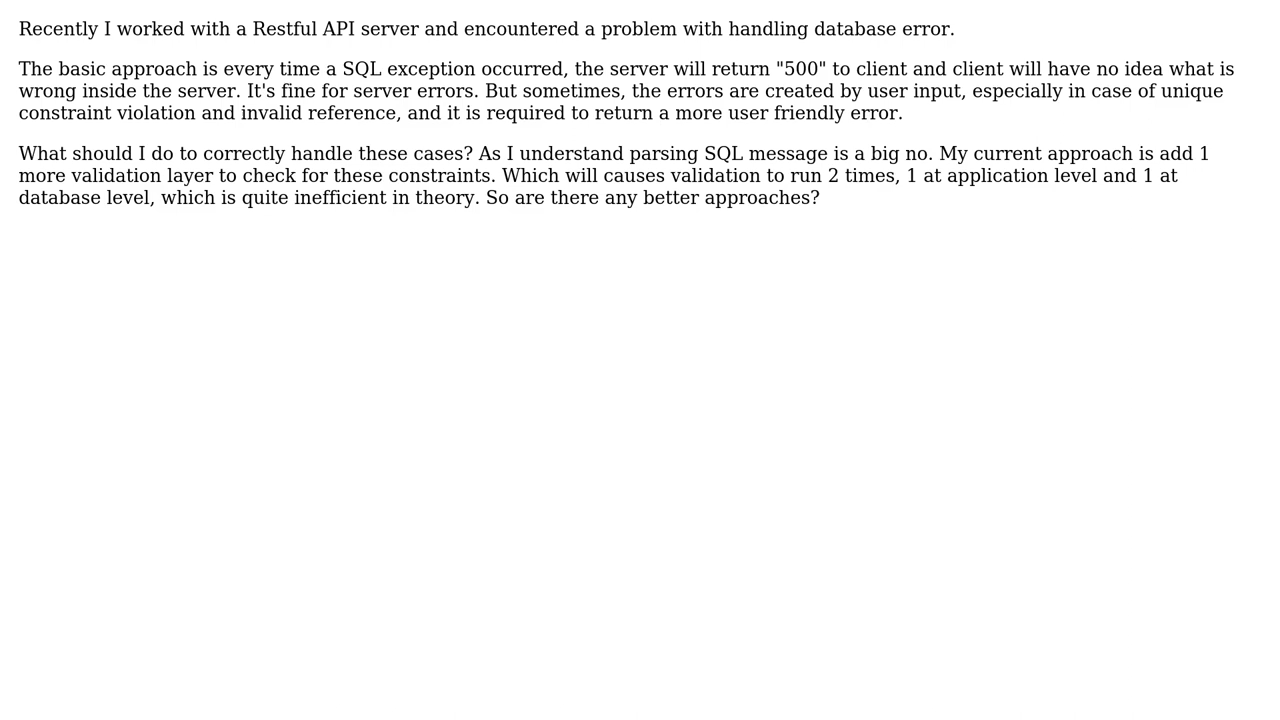 Recently I worked with a Restful API server and encountered a problem with handling database error.
The basic approach is every time a SQL exception occurred, the server will return "500" to client and client will have no idea what is
wrong inside the server. It's fine for server errors. But sometimes, the errors are created by user input, especially in case of unique
constraint violation and invalid reference, and it is required to return a more user friendly error.
What should I do to correctly handle these cases? As I understand parsing SQL message is a big no. My current approach is add 1
more validation layer to check for these constraints. Which will causes validation to run 2 times, 1 at application level and 1 at
database level, which is quite inefficient in theory. So are there any better approaches?